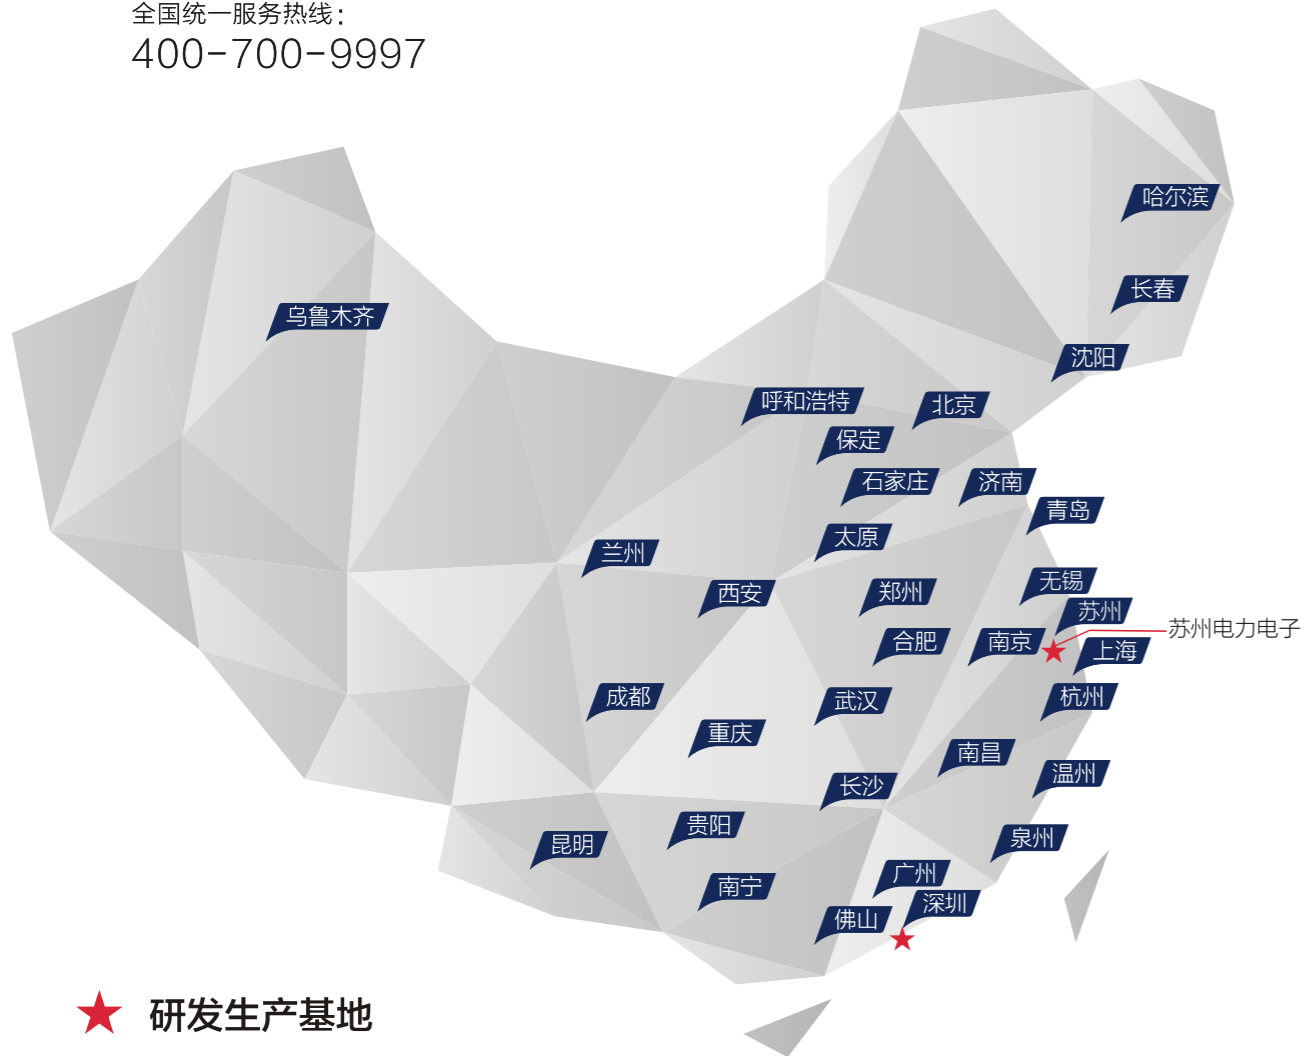 全国统一服务热线：
400-700-9997
哈尔滨
长春
乌鲁木齐
沈阳
呼和浩特
北京
保定
石家庄
济南
青岛
太原
兰州
无锡
西安
郑州
苏州
苏州电力电子
合肥
南京
上海
成都
武汉
杭州
重庆
南昌
温州
长沙
贵阳
泉州
昆明
广州
南宁
深圳
佛山
研发生产基地